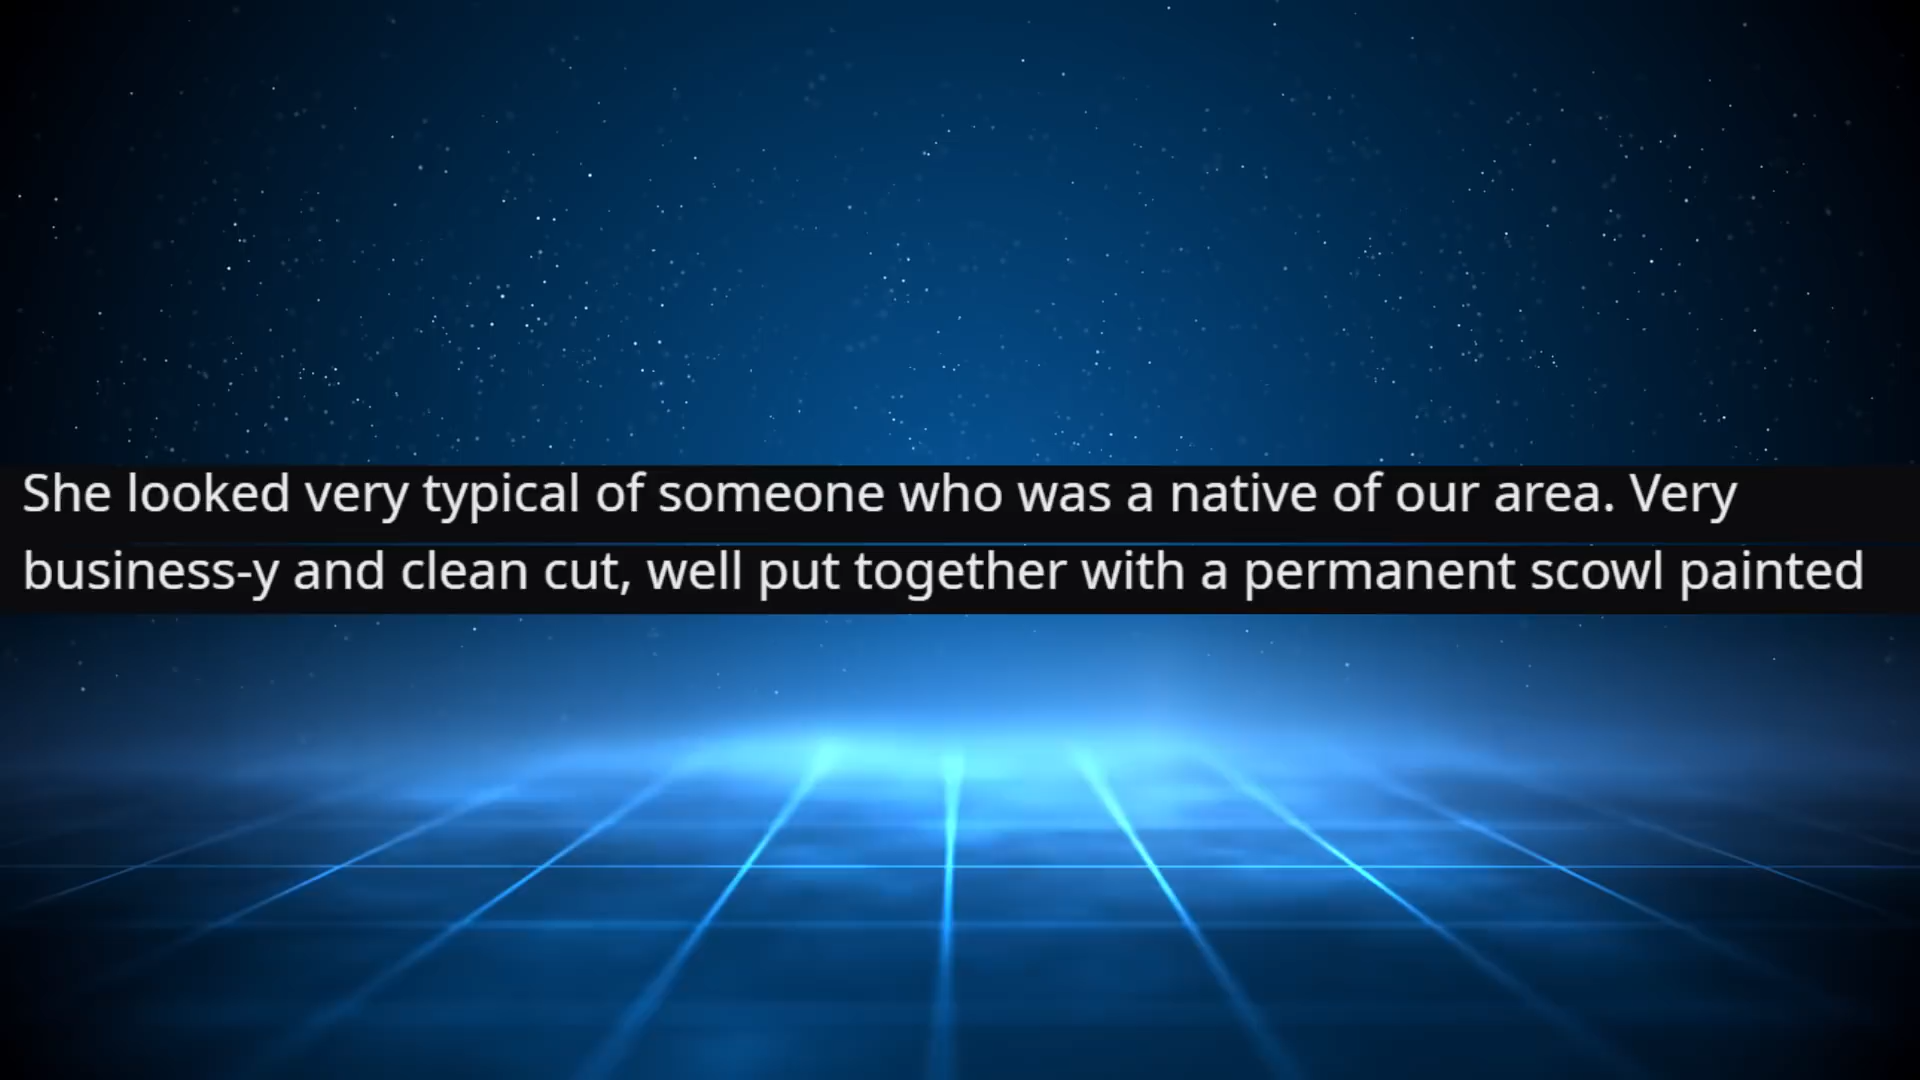 She looked very typical of someone who was a native of our area. Very
business-y and clean cut, well put together with a permanent scowl painted